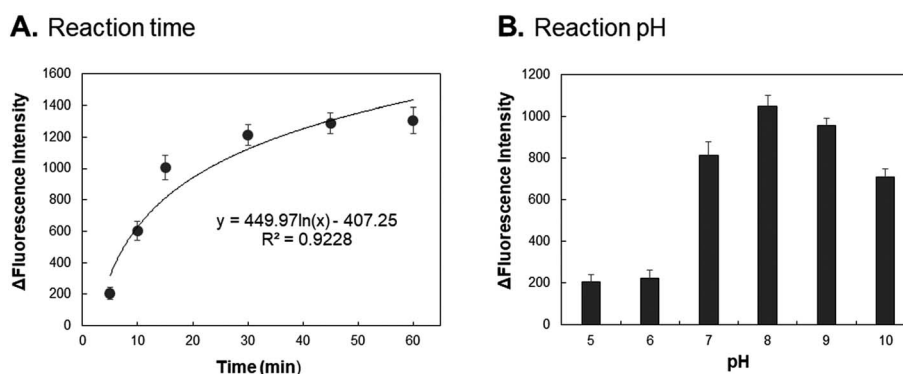 A. Reaction time
ΔFluorescence Intensity
1600
1400
1200
1000
800
600
400
200
0
y = 449.97ln(x) - 407.25
R² = 0.9228
0 10 20 30 40 50 60
Time (min)
B. Reaction pH
ΔFluorescence Intensity
1200
1000
800
600
400
200
0
5 6 7 8 9 10
pH